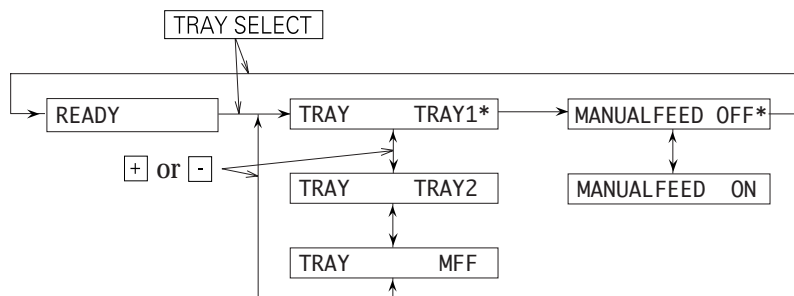 TRAY SELECT
READY
TRAY TRAY1*
MANUALFEED OFF*
+ or -
TRAY TRAY2
MANUALFEED ON
TRAY MFF